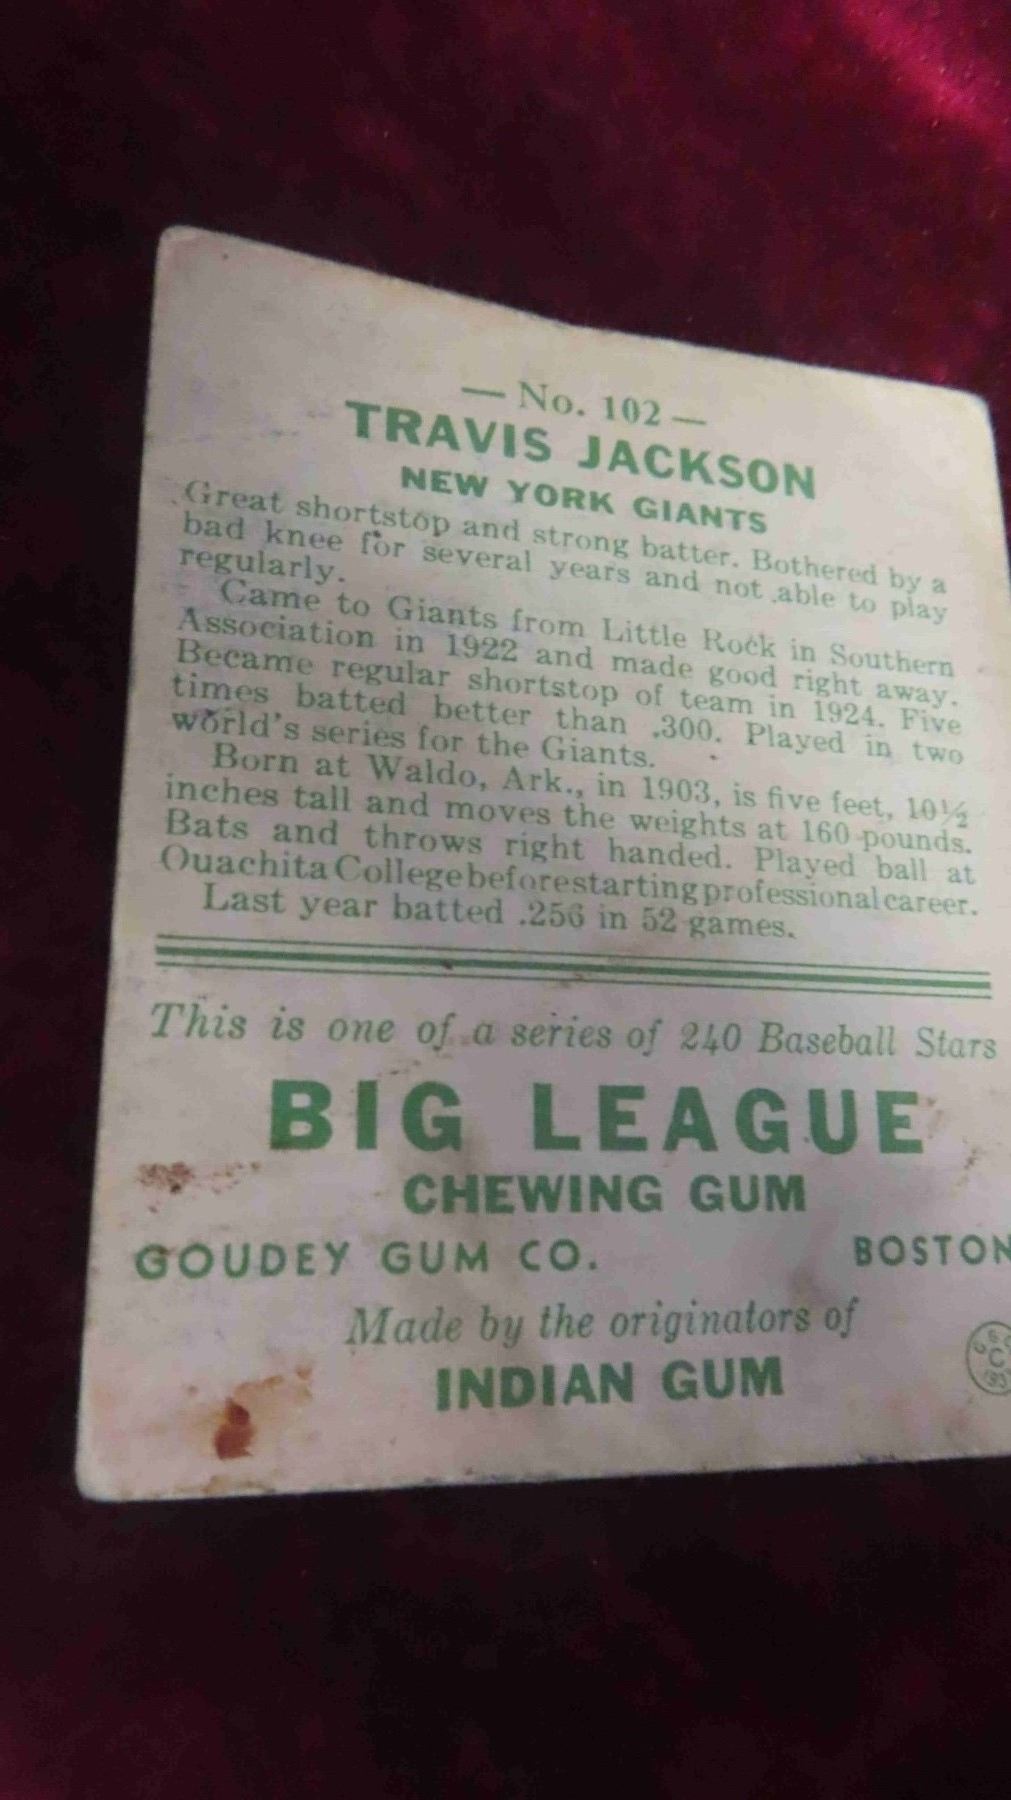 — No. 102 —
TRAVIS JACKSON
NEW YORK GIANTS
Great shortstop and strong batter. Bothered by a
bad knee for several years and not able to play
regularly.
Came to Giants from Little Rock in Southern
Association in 1922 and made good right away.
Became regular shortstop of team in 1924. Five
times batted better than .300. Played in two
world's series for the Giants.
Born at Waldo, Ark., in 1903, is five feet, 10½
inches tall and moves the weights at 160 pounds.
Bats and throws right handed. Played ball at
Ouachita College before starting professional career.
Last year batted .256 in 52 games.
This is one of a series of 240 Baseball Stars
BIG LEAGUE
CHEWING GUM
GOUDEY GUM CO. BOSTON
Made by the originators of
INDIAN GUM